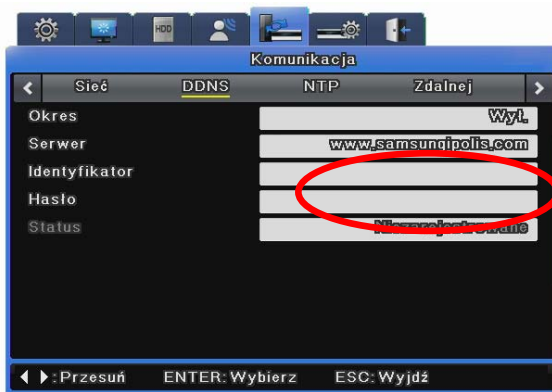 HDD
Komunikacja
< Sieć DDNS NTP Zdalnej >
Okres Wył.
Serwer www.samsungipolis.com
Identyfikator
Hasło
Status Niezarejestrowane
◀ ▶:Przesuń ENTER:Wybierz ESC:Wyjdź